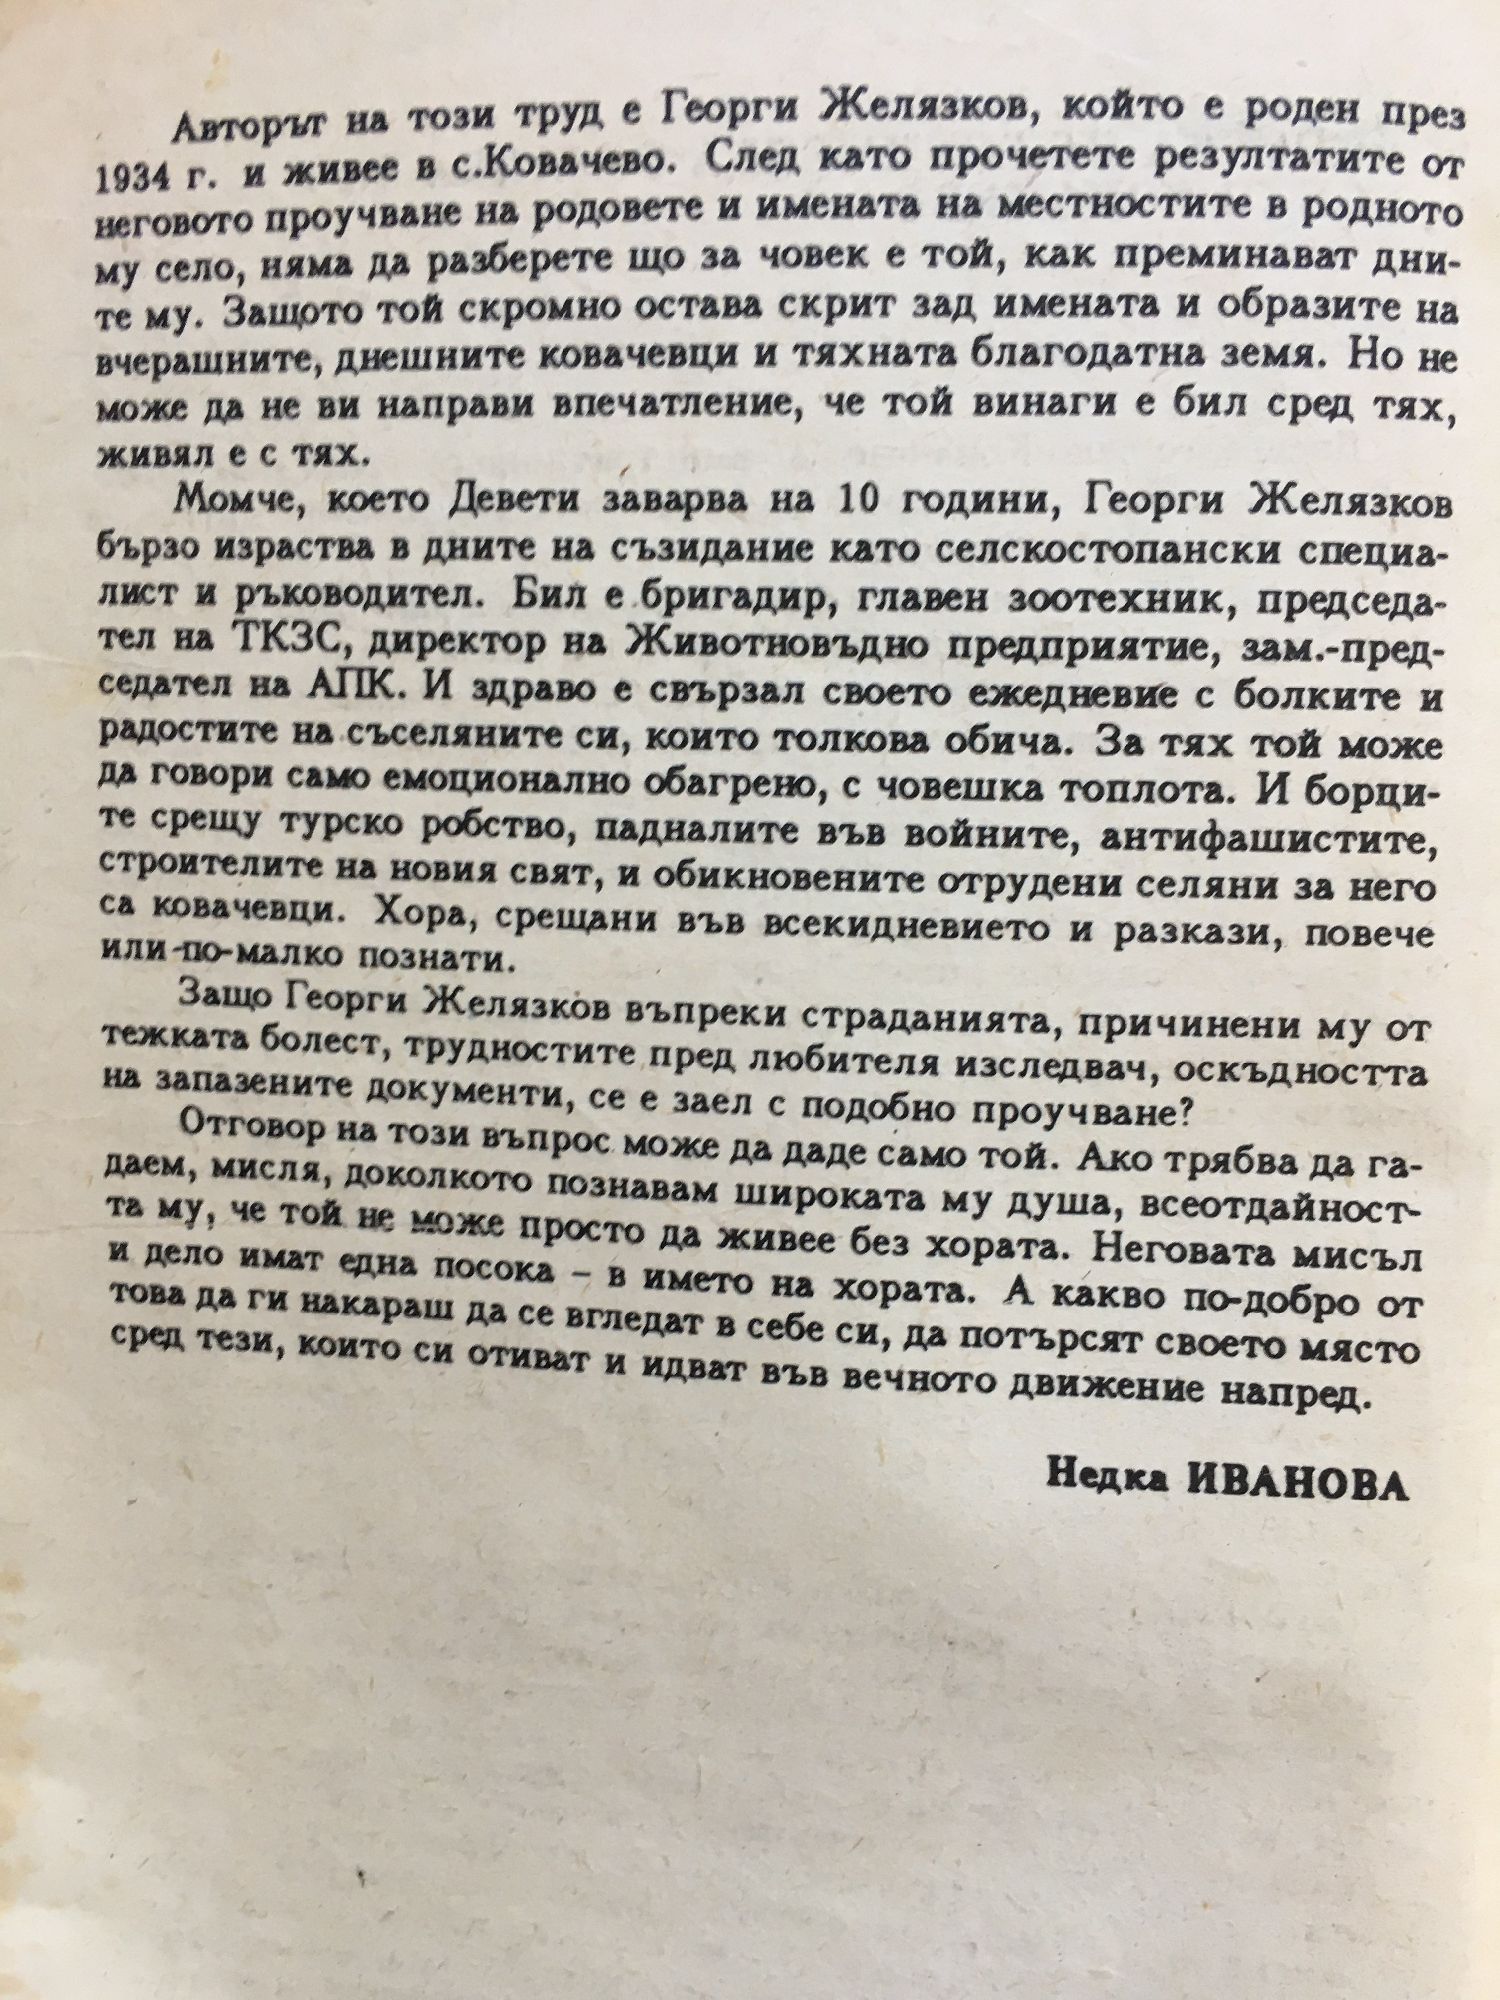 Авторът на този труд е Георги Желязков, който е роден през
1934 г. и живее в с.Ковачево. След като прочетете резултатите от
неговото проучване на родовете и имената на местностите в родното
му село, няма да разберете що за човек е той, как преминават дни-
те му. Защото той скромно остава скрит зад имената и образите на
вчерашните, днешните ковачевци и тяхната благодатна земя. Но не
може да не ви направи впечатление, че той винаги е бил сред тях,
живял е с тях.
Момче, което Девети заварва на 10 години, Георги Желязков
бързо израства в дните на съзидание като селскостопански специа-
лист и ръководител. Бил е бригадир, главен зоотехник, председа-
тел на ТКЗС, директор на Животновъдно предприятие, зам.-пред-
седател на АПК. И здраво е свързал своето ежедневие с болките и
радостите на съселяните си, които толкова обича. За тях той може
да говори само емоционално обагрено, с човешка топлота. И борци-
те срещу турско робство, падналите във войните, антифашистите,
строителите на новия свят, и обикновените отрудени селяни за него
са ковачевци. Хора, срещани във всекидневието и разкази, повече
или-по-малко познати.
Защо Георги Желязков въпреки страданията, причинени му от
тежката болест, трудностите пред любителя изследвач, оскъдността
на запазените документи, се е заел с подобно проучване?
Отговор на този въпрос може да даде само той. Ако трябва да га-
даем, мисля, доколкото познавам широката му душа, всеотдайност-
та му, че той не може просто да живее без хората. Неговата мисъл
и дело имат една посока – в името на хората. А какво по-добро от
това да ги накараш да се вгледат в себе си, да потърсят своето място
сред тези, които си отиват и идват във вечното движение напред.
Недка ИВАНОВА